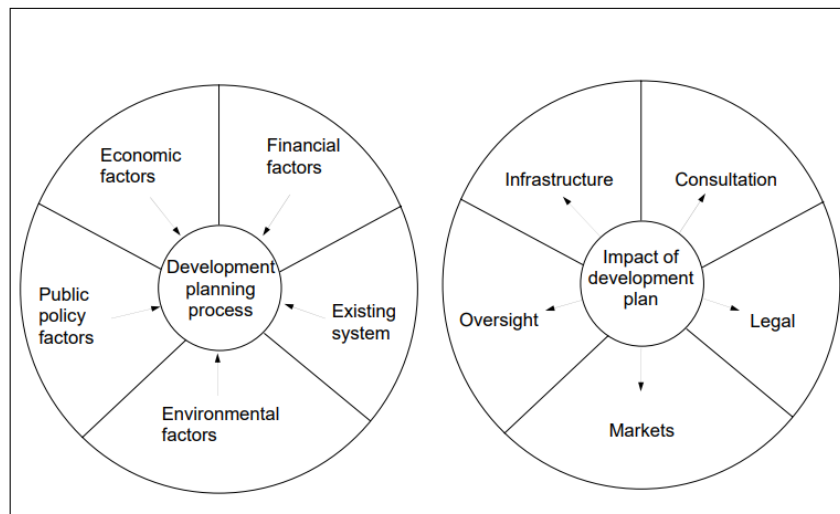 Economic
factors
Financial
factors
Development
planning
process
Public
policy
factors
Existing
system
Environmental
factors
Infrastructure
Consultation
Impact of
development
plan
Oversight
Legal
Markets